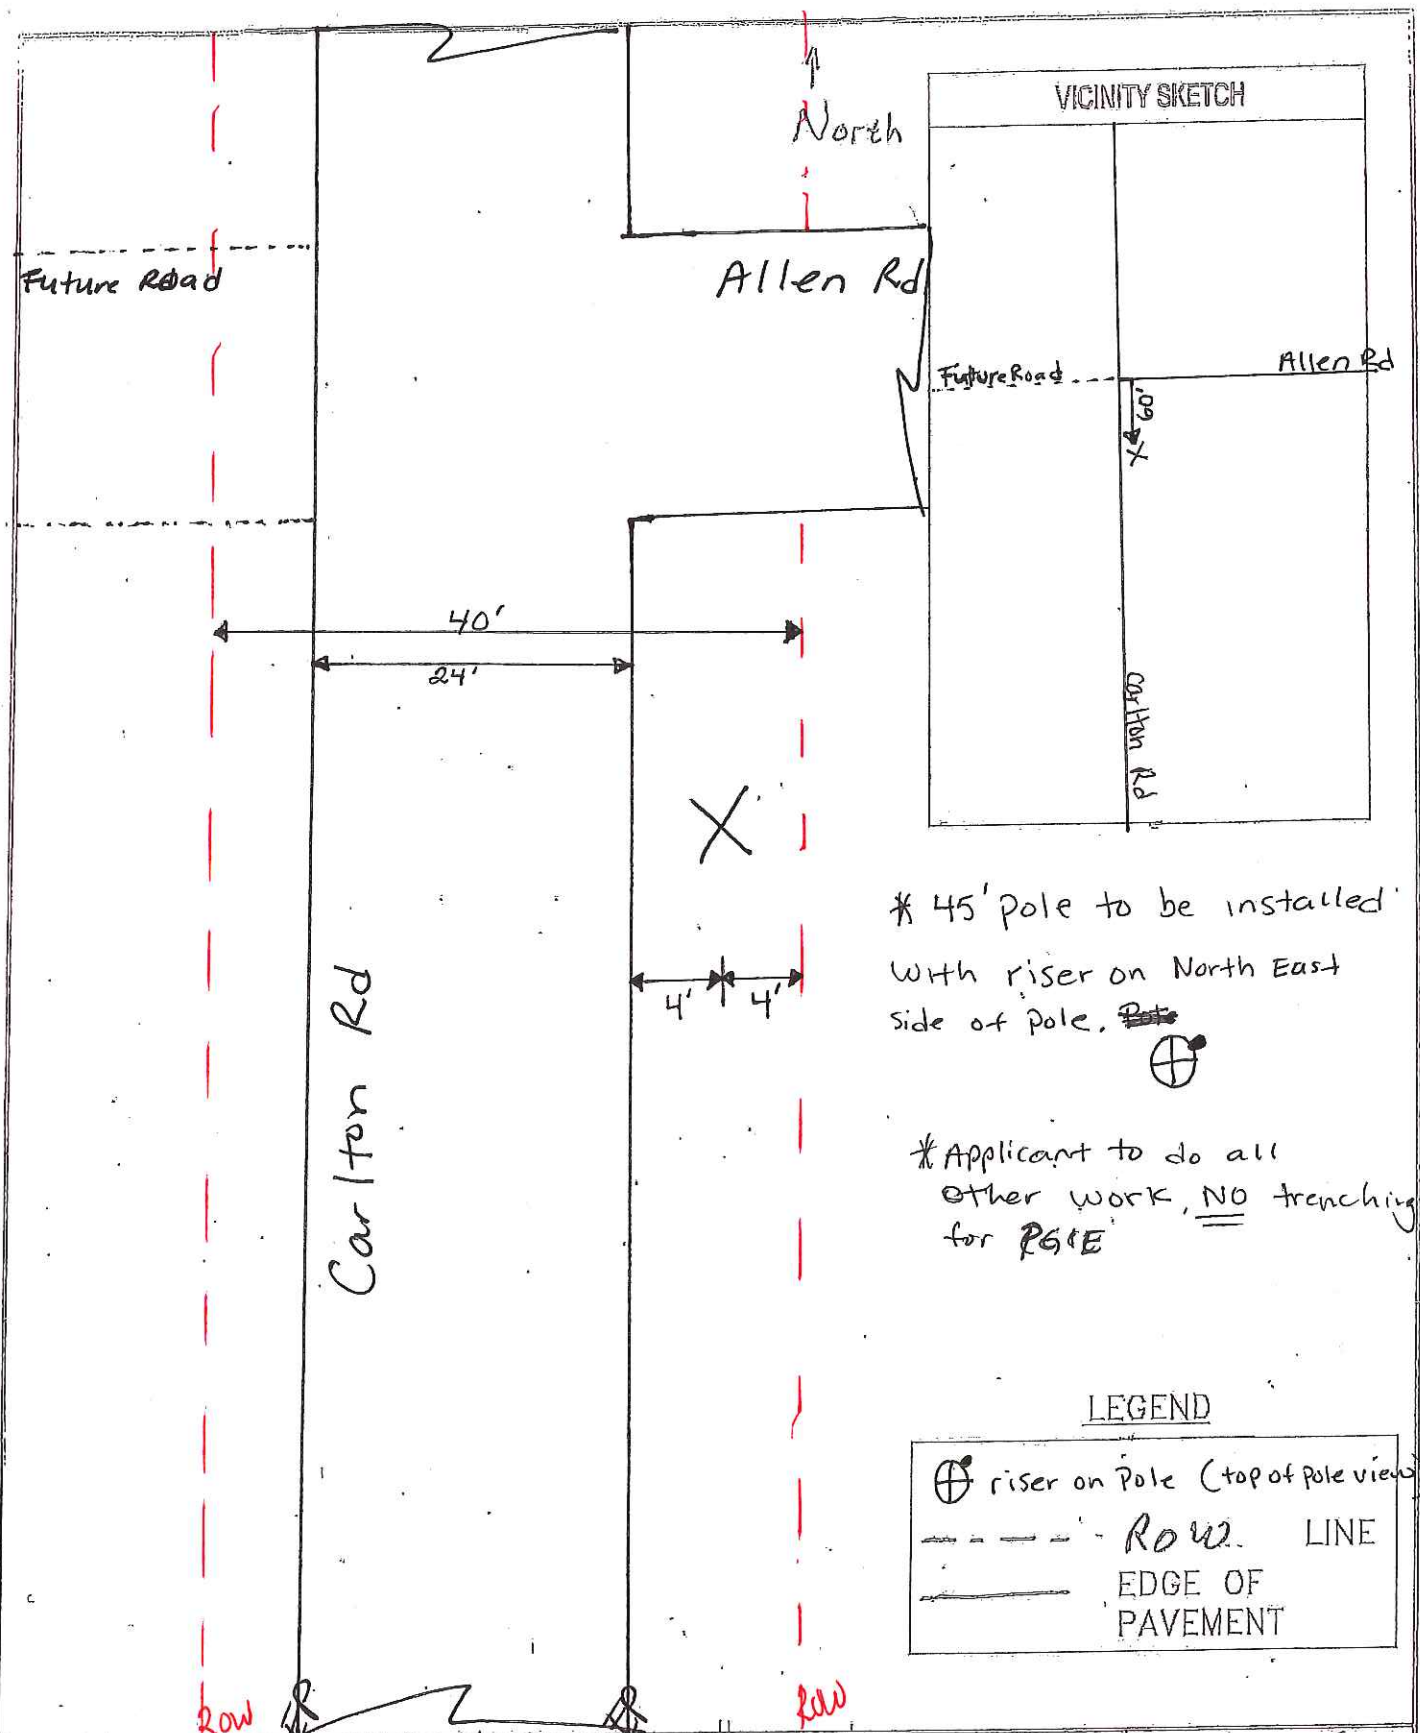 North
VICINITY SKETCH
Future Road
Allen Rd
Future Road
Allen Rd
60'
X
Carlton Rd
40'
24'
X
4'
4'
Carlton Rd
* 45' pole to be installed
with riser on North East
side of pole.
* Applicant to do all
other work, NO trenching
for PG&E
LEGEND
riser on Pole (top of pole view)
ROW LINE
EDGE OF
PAVEMENT
ROW
ROW